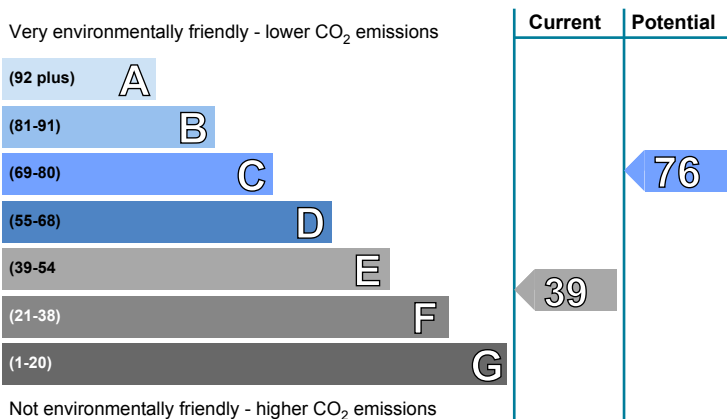 Current Potential
Very environmentally friendly - lower CO2 emissions
(92 plus) A
(81-91) B
(69-80) C 76
(55-68) D
(39-54 E 39
(21-38) F
(1-20) G
Not environmentally friendly - higher CO2 emissions